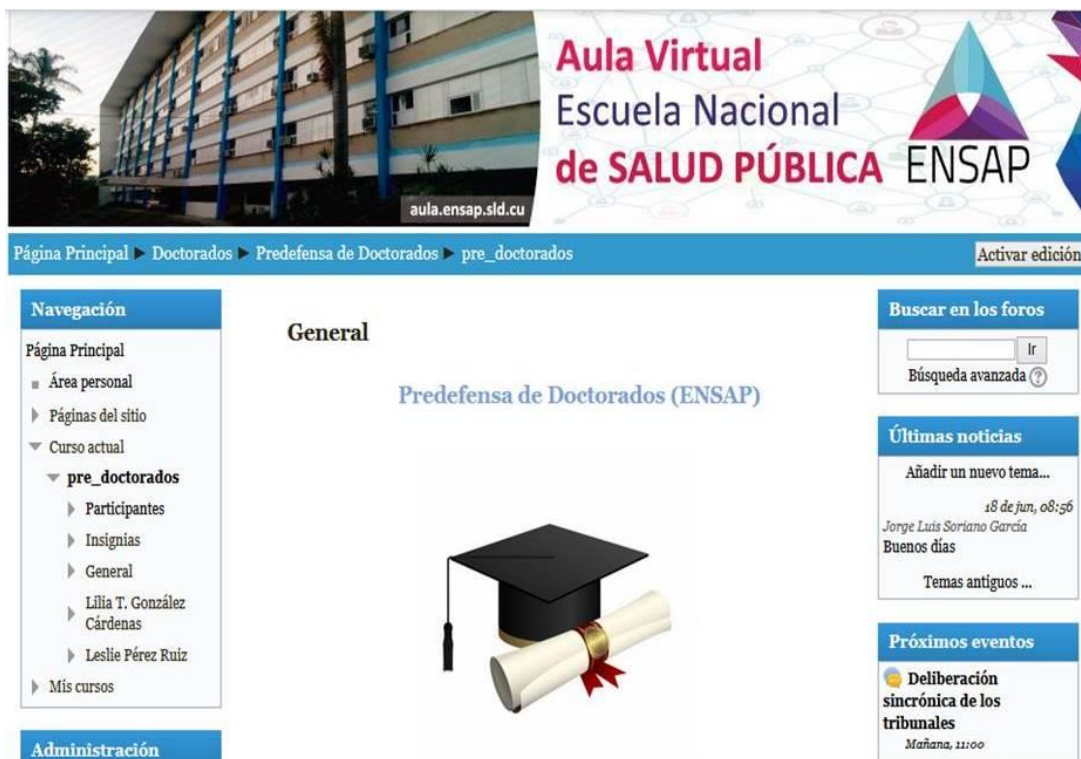 Aula Virtual
Escuela Nacional
de SALUD PÚBLICA
ENSAP
aula.ensap.sld.cu
Página Principal ▶ Doctorados ▶ Predefensa de Doctorados ▶ pre_doctorados
Activar edición
Navegación
Página Principal
Área personal
Páginas del sitio
Curso actual
pre_doctorados
Participantes
Insignias
General
Lilia T. González
Cárdenas
Leslie Pérez Ruiz
Mis cursos
Administración
General
Predefensa de Doctorados (ENSAP)
Buscar en los foros
Ir
Búsqueda avanzada ?
Últimas noticias
Añadir un nuevo tema...
18 de jun, 08:56
Jorge Luis Soriano García
Buenos días
Temas antiguos ...
Próximos eventos
Deliberación
sincrónica de los
tribunales
Mañana, 11:00